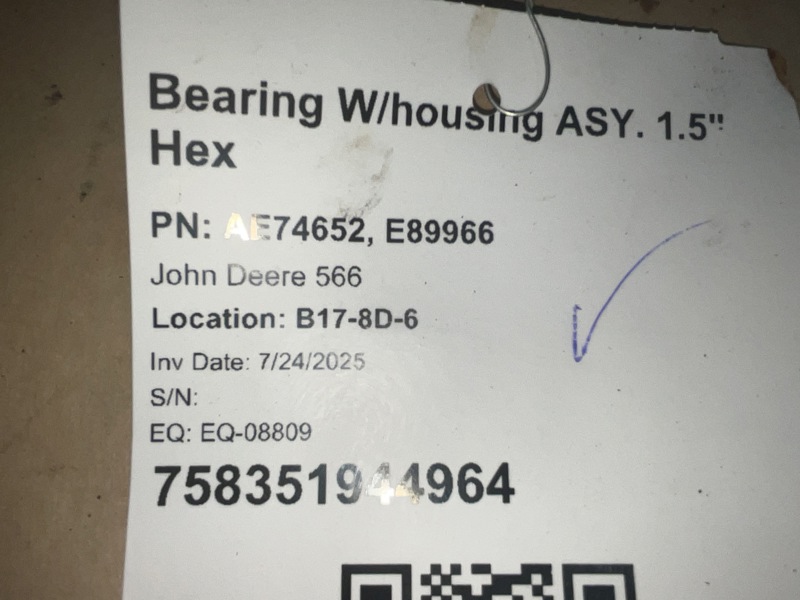 Bearing W/housing ASY. 1.5"
Hex
PN: AE74652, E89966
John Deere 566
Location: B17-8D-6
Inv Date: 7/24/2025
S/N:
EQ: EQ-08809
758351944964